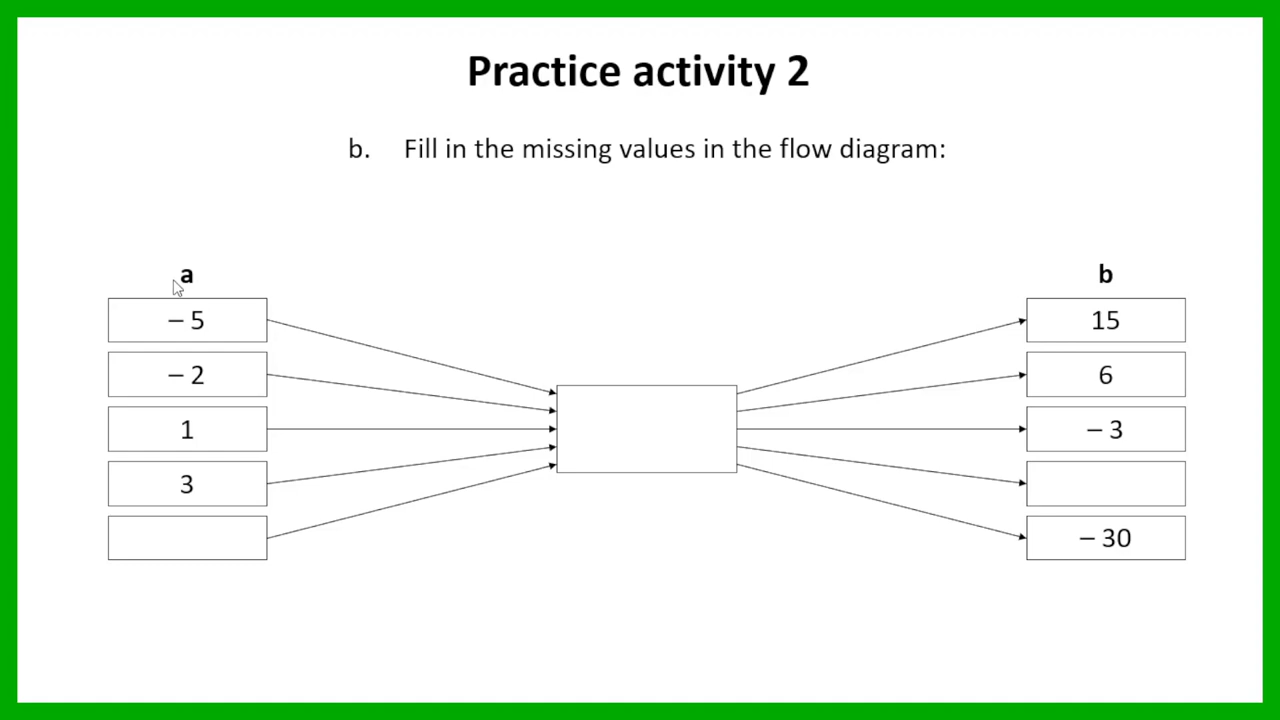 Practice activity 2
b. Fill in the missing values in the flow diagram:
a b
– 5 15
– 2 6
1 – 3
3
– 30